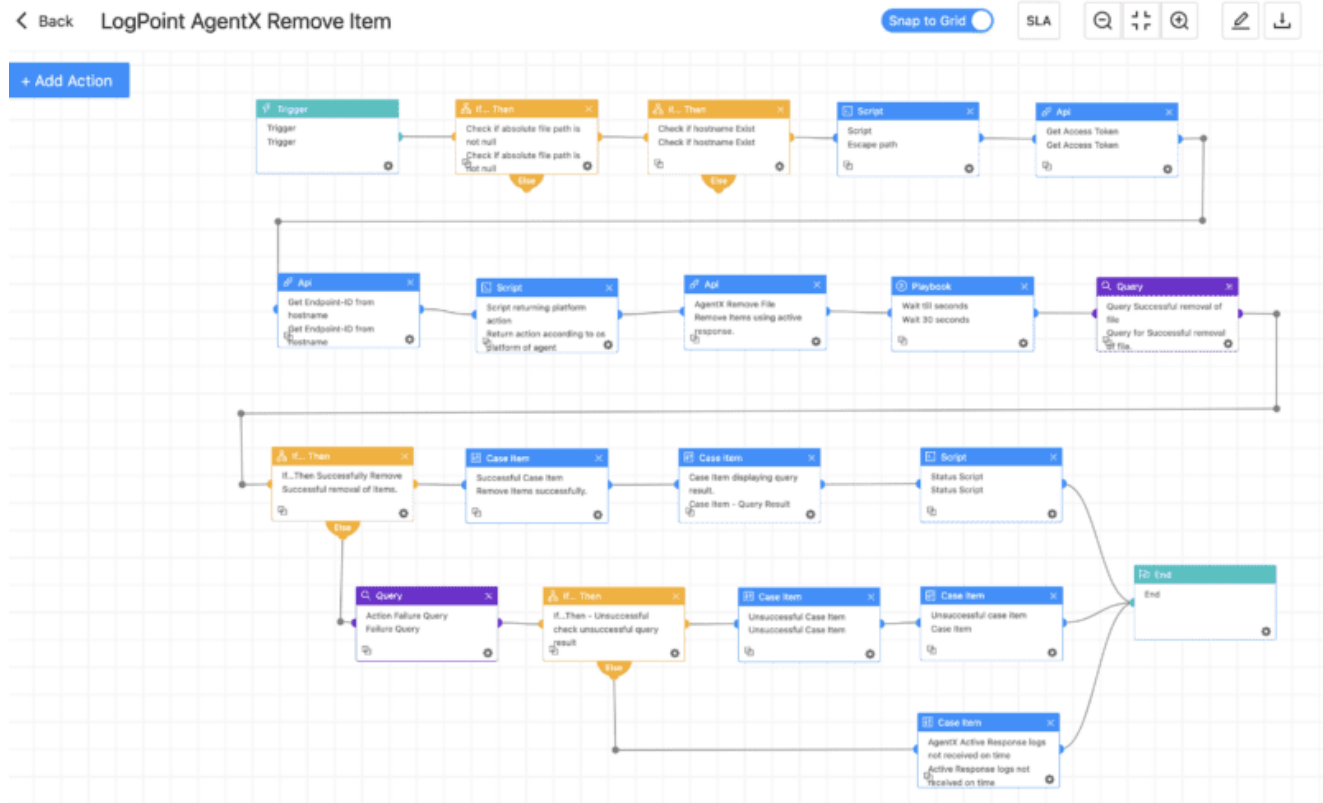 Back
LogPoint AgentX Remove Item
Snap to Grid
SLA
+ Add Action
Trigger
Trigger
Trigger
If... Then
Check if absolute file path is
not null
Check if absolute file path is
not null
Else
If... Then
Check if hostname Exist
Check if hostname Exist
Else
Script
Script
Escape path
Api
Get Access Token
Get Access Token
Api
Get Endpoint-ID from
hostname
Get Endpoint-ID from
hostname
Script
Script returning platform
action
Return action according to os
platform of agent
Api
AgentX Remove File
Remove Items using active
response.
Playbook
Wait till seconds
Wait 30 seconds
Query
Query Successful removal of
file
Query for Successful removal
of file.
If... Then
If...Then Successfully Remove
Successful removal of items.
Else
Case Item
Successful Case Item
Remove Items successfully.
Case Item
Case Item displaying query
result.
Case Item - Query Result
Script
Status Script
Status Script
Query
Action Failure Query
Failure Query
If... Then
If...Then - Unsuccessful
check unsuccessful query
result
Else
Case Item
Unsuccessful Case Item
Unsuccessful Case Item
Case Item
Unsuccessful case item
Case Item
End
End
Case Item
AgentX Active Response logs
not received on time
Active Response logs not
received on time